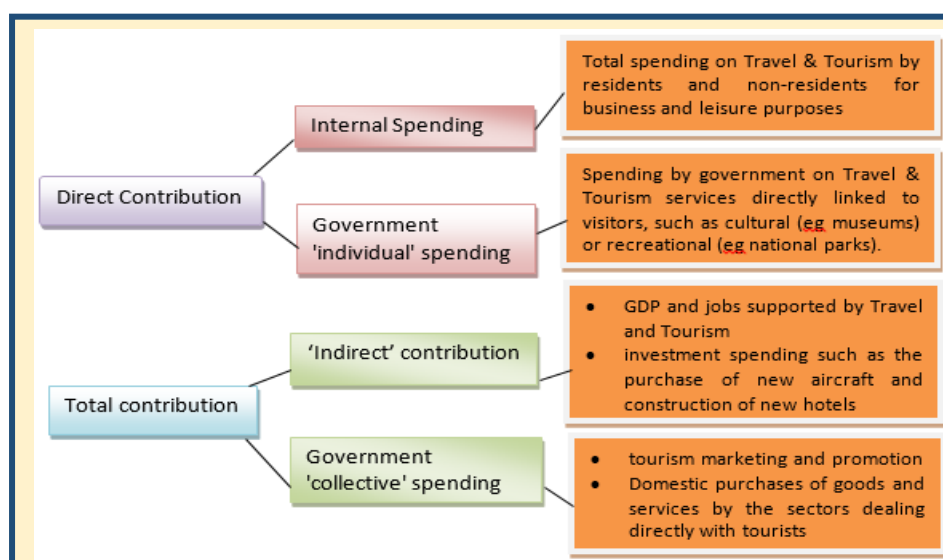 Direct Contribution
Internal Spending
Total spending on Travel & Tourism by
residents and non-residents for
business and leisure purposes
Government
'individual' spending
Spending by government on Travel &
Tourism services directly linked to
visitors, such as cultural (eg museums)
or recreational (eg national parks).
Total contribution
‘Indirect’ contribution
● GDP and jobs supported by Travel
and Tourism
● investment spending such as the
purchase of new aircraft and
construction of new hotels
Government
'collective' spending
● tourism marketing and promotion
● Domestic purchases of goods and
services by the sectors dealing
directly with tourists